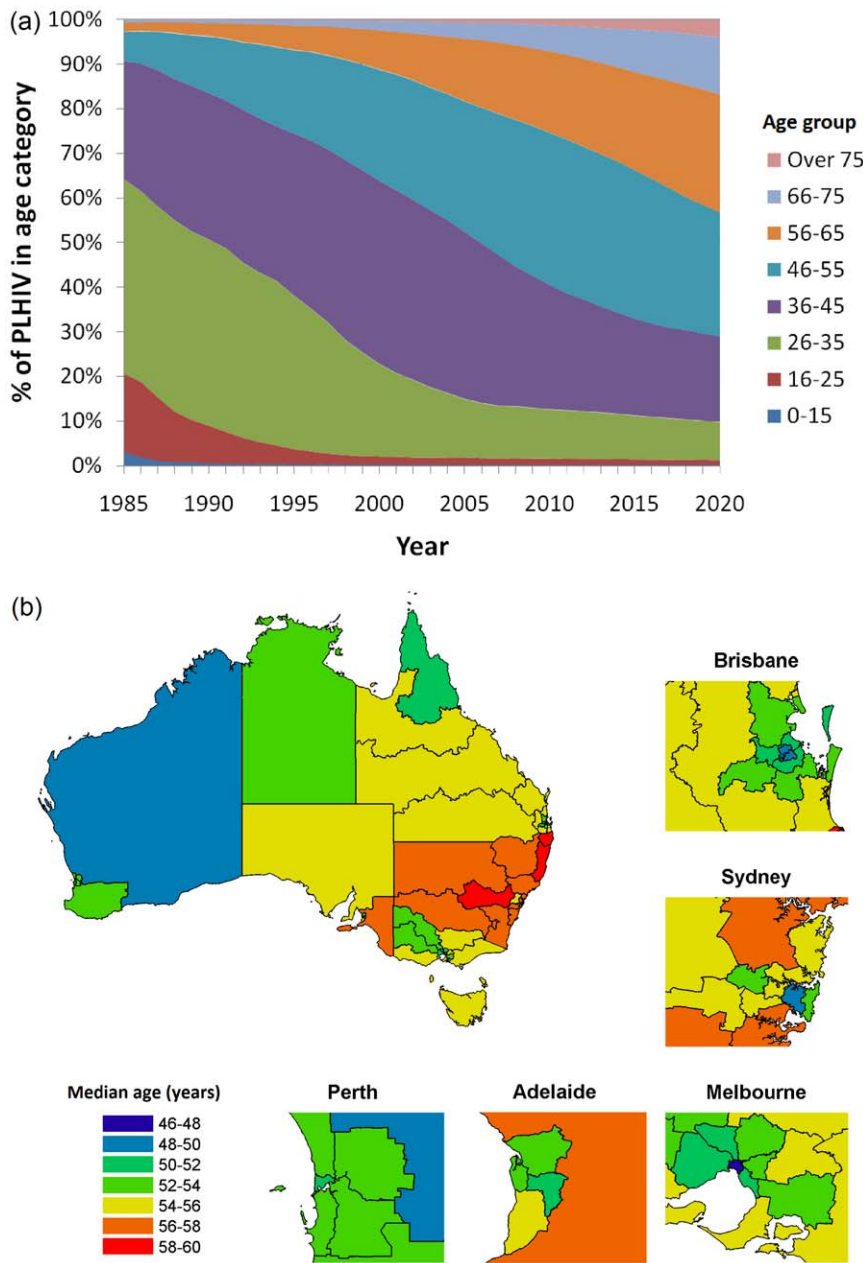 (a)
100%
90%
80%
70%
60%
50%
40%
30%
20%
10%
0%
% of PLHIV in age category
1985 1990 1995 2000 2005 2010 2015 2020
Year
Age group
Over 75
66-75
56-65
46-55
36-45
26-35
16-25
0-15
(b)
Brisbane
Sydney
Median age (years)
46-48
48-50
50-52
52-54
54-56
56-58
58-60
Perth
Adelaide
Melbourne